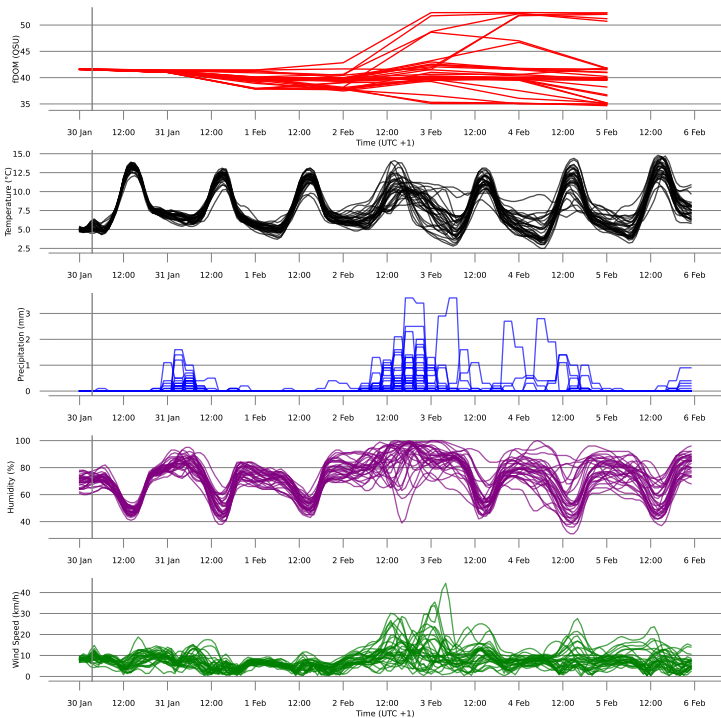 fDOM (QSU)
50
45
40
35
30 Jan 12:00 31 Jan 12:00 1 Feb 12:00 2 Feb 12:00 3 Feb 12:00 4 Feb 12:00 5 Feb 12:00 6 Feb
Time (UTC +1)
Temperature (°C)
15.0
12.5
10.0
7.5
5.0
2.5
30 Jan 12:00 31 Jan 12:00 1 Feb 12:00 2 Feb 12:00 3 Feb 12:00 4 Feb 12:00 5 Feb 12:00 6 Feb
Precipitation (mm)
3
2
1
0
30 Jan 12:00 31 Jan 12:00 1 Feb 12:00 2 Feb 12:00 3 Feb 12:00 4 Feb 12:00 5 Feb 12:00 6 Feb
Humidity (%)
100
80
60
40
30 Jan 12:00 31 Jan 12:00 1 Feb 12:00 2 Feb 12:00 3 Feb 12:00 4 Feb 12:00 5 Feb 12:00 6 Feb
Wind Speed (km/h)
40
30
20
10
0
30 Jan 12:00 31 Jan 12:00 1 Feb 12:00 2 Feb 12:00 3 Feb 12:00 4 Feb 12:00 5 Feb 12:00 6 Feb
Time (UTC +1)